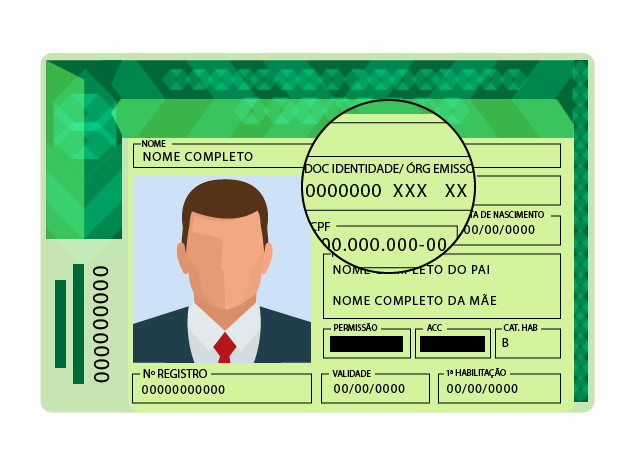 NOME
NOME COMPLETO
DOC IDENTIDADE/ ÓRG EMISSO
0000000 XXX XX
CPF
00.000.000-00
TA DE NASCIMENTO
00/00/0000
NOME COMPLETO DO PAI
NOME COMPLETO DA MÃE
PERMISSÃO
ACC
CAT. HAB
B
Nº REGISTRO
00000000000
VALIDADE
00/00/0000
1ª HABILITAÇÃO
00/00/0000
000000000